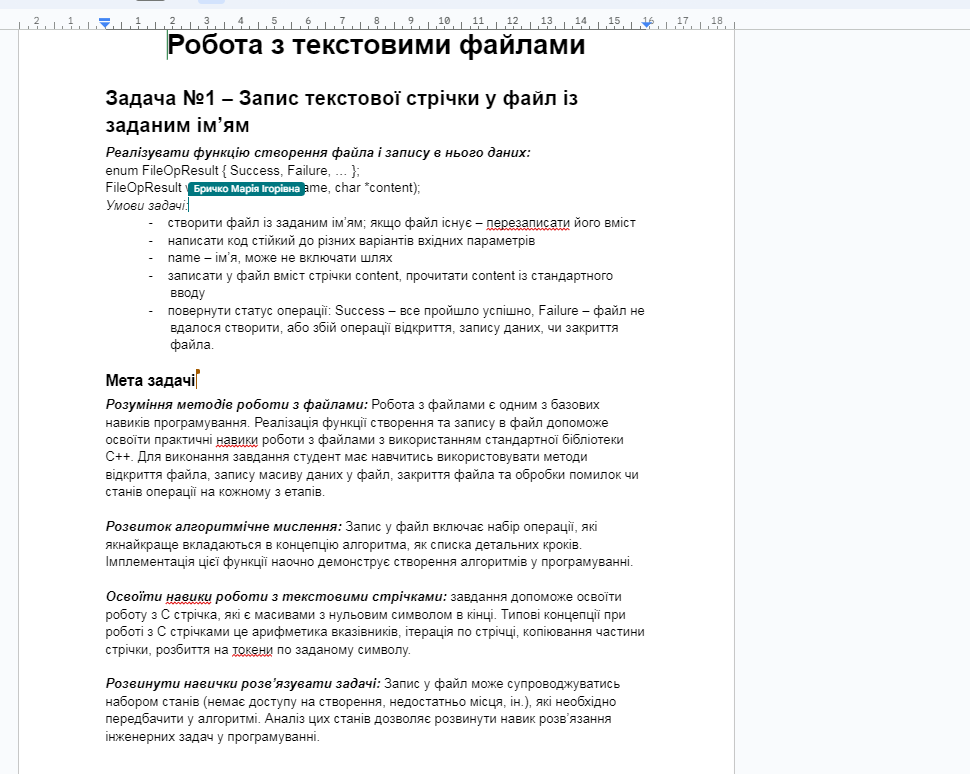 2 1 1 2 3 4 5 6 7 8 9 10 11 12 13 14 15 16 17 18
Робота з текстовими файлами
Задача №1 – Запис текстової стрічки у файл із
заданим ім’ям
Реалізувати функцію створення файла і запису в нього даних:
enum FileOpResult { Success, Failure, … };
FileOpResult ame, char *content);
Бричко Марія Ігорівна
Умови задачі:
- створити файл із заданим ім’ям; якщо файл існує – перезаписати його вміст
- написати код стійкий до різних варіантів вхідних параметрів
- name – ім’я, може не включати шлях
- записати у файл вміст стрічки content, прочитати content із стандартного
вводу
- повернути статус операції: Success – все пройшло успішно, Failure – файл не
вдалося створити, або збій операції відкриття, запису даних, чи закриття
файла.
Мета задачі
Розуміння методів роботи з файлами: Робота з файлами є одним з базових
навиків програмування. Реалізація функції створення та запису в файл допоможе
освоїти практичні навики роботи з файлами з використанням стандартної бібліотеки
C++. Для виконання завдання студент має навчитись використовувати методи
відкриття файла, запису масиву даних у файл, закриття файла та обробки помилок чи
станів операції на кожному з етапів.
Розвиток алгоритмічне мислення: Запис у файл включає набір операції, які
якнайкраще вкладаються в концепцію алгоритма, як списка детальних кроків.
Імплементація цієї функції наочно демонструє створення алгоритмів у програмуванні.
Освоїти навики роботи з текстовими стрічками: завдання допоможе освоїти
роботу з C стрічка, які є масивами з нульовим символом в кінці. Типові концепції при
роботі з C стрічками це арифметика вказівників, ітерація по стрічці, копіювання частини
стрічки, розбиття на токени по заданому символу.
Розвинути навички розв’язувати задачі: Запис у файл може супроводжуватись
набором станів (немає доступу на створення, недостатньо місця, ін.), які необхідно
передбачити у алгоритмі. Аналіз цих станів дозволяє розвинути навик розв’язання
інженерних задач у програмуванні.